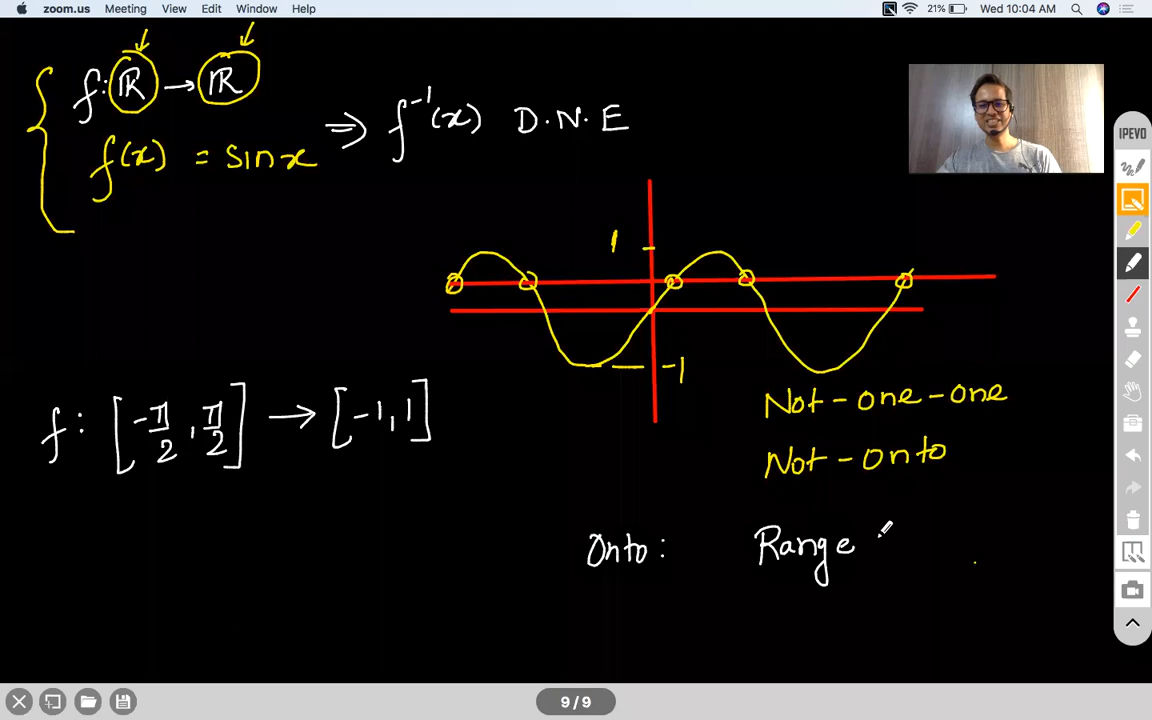 zoom.us Meeting View Edit Window Help 21% Wed 10:04 AM
f: ℝ → ℝ
f(x) = sin x
⇒ f⁻¹(x) D.N.E
IPEVO
1
-1
f: [-π/2, π/2] → [-1, 1]
Not-one-one
Not-onto
Onto: Range
9 / 9